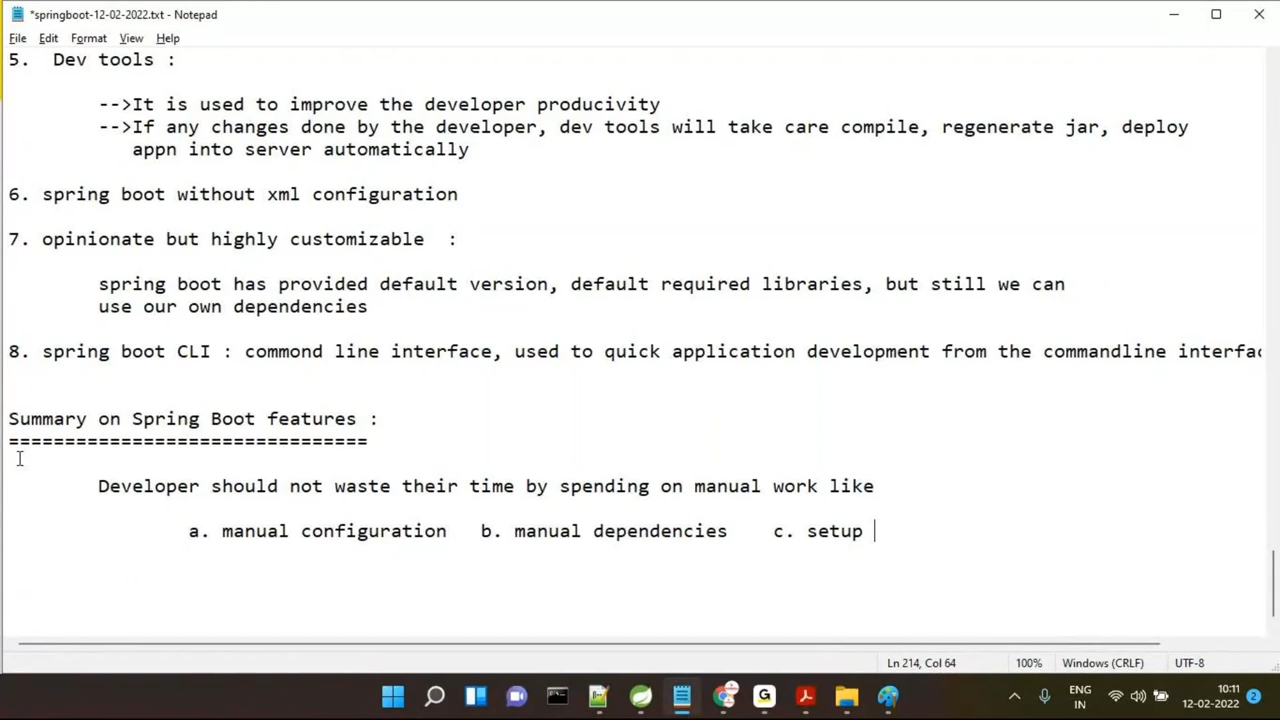 *springboot-12-02-2022.txt - Notepad
File Edit Format View Help
5.  Dev tools :
-->It is used to improve the developer producivity
-->If any changes done by the developer, dev tools will take care compile, regenerate jar, deploy
appn into server automatically
6. spring boot without xml configuration
7. opinionate but highly customizable  :
spring boot has provided default version, default required libraries, but still we can
use our own dependencies
8. spring boot CLI : commond line interface, used to quick application development from the commandline interfac
Summary on Spring Boot features :
================================
Developer should not waste their time by spending on manual work like
a. manual configuration   b. manual dependencies    c. setup
Ln 214, Col 64 100% Windows (CRLF) UTF-8
ENG 10:11
IN 12-02-2022 2